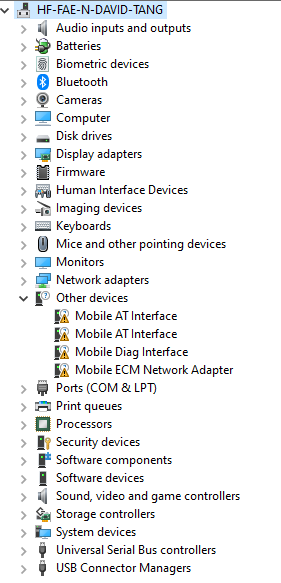 HF-FAE-N-DAVID-TANG
Audio inputs and outputs
Batteries
Biometric devices
Bluetooth
Cameras
Computer
Disk drives
Display adapters
Firmware
Human Interface Devices
Imaging devices
Keyboards
Mice and other pointing devices
Monitors
Network adapters
Other devices
Mobile AT Interface
Mobile AT Interface
Mobile Diag Interface
Mobile ECM Network Adapter
Ports (COM & LPT)
Print queues
Processors
Security devices
Software components
Software devices
Sound, video and game controllers
Storage controllers
System devices
Universal Serial Bus controllers
USB Connector Managers